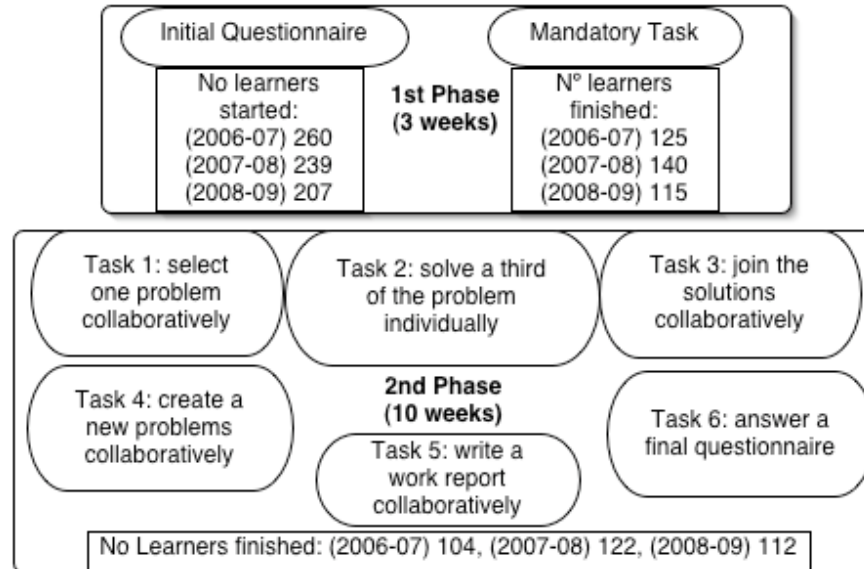 Initial Questionnaire
Mandatory Task
No learners
started:
(2006-07) 260
(2007-08) 239
(2008-09) 207
1st Phase
(3 weeks)
N° learners
finished:
(2006-07) 125
(2007-08) 140
(2008-09) 115
Task 1: select
one problem
collaboratively
Task 2: solve a third
of the problem
individually
Task 3: join the
solutions
collaboratively
Task 4: create a
new problems
collaboratively
2nd Phase
(10 weeks)
Task 5: write a
work report
collaboratively
Task 6: answer a
final questionnaire
No Learners finished: (2006-07) 104, (2007-08) 122, (2008-09) 112